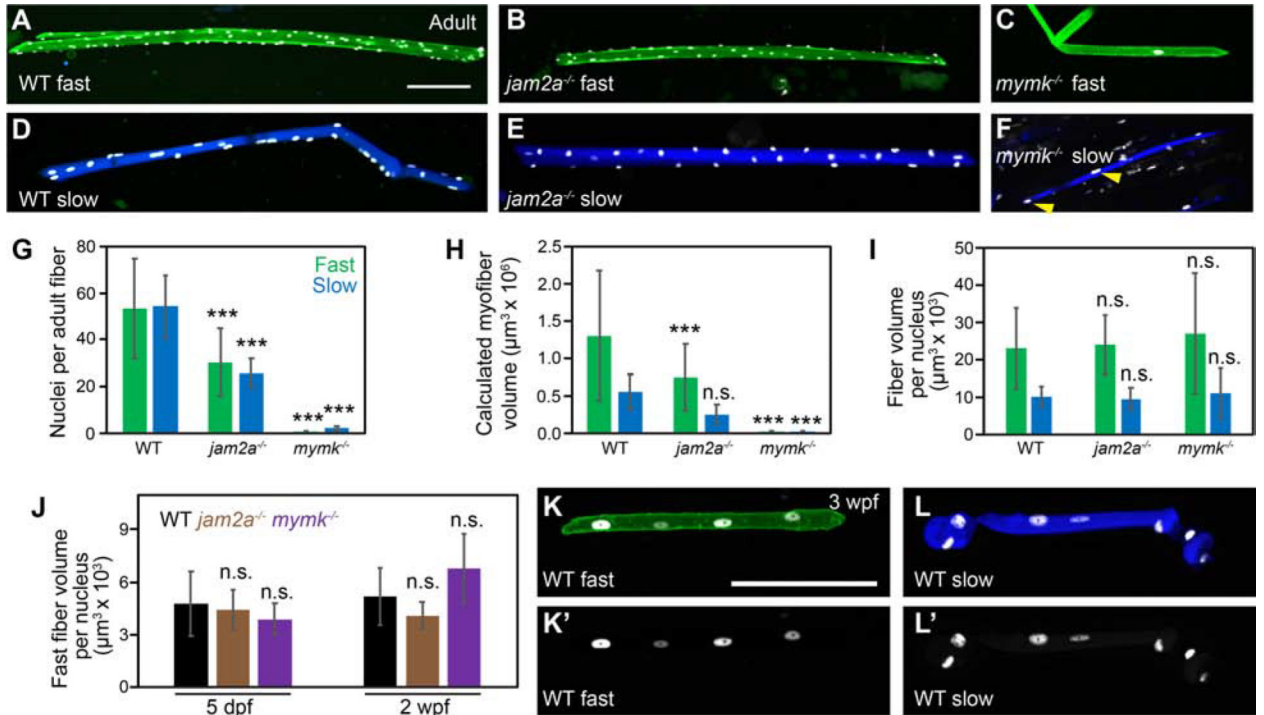 A
Adult
WT fast
B
jam2a-/- fast
C
mymk-/- fast
D
WT slow
E
jam2a-/- slow
F
mymk-/- slow
G
Nuclei per adult fiber
80
60
40
20
0
Fast
Slow
***
***
***
***
WT
jam2a-/-
mymk-/-
H
Calculated myofiber
volume (µm³ x 10⁶)
2.5
2.0
1.5
1.0
0.5
0.0
***
n.s.
***
***
WT
jam2a-/-
mymk-/-
I
Fiber volume
per nucleus
(µm³ x 10³)
50
40
30
20
10
0
n.s.
n.s.
n.s.
n.s.
WT
jam2a-/-
mymk-/-
J
Fast fiber volume
per nucleus
(µm³ x 10³)
9
6
3
0
WT jam2a-/- mymk-/-
n.s.
n.s.
n.s.
n.s.
5 dpf
2 wpf
K
3 wpf
WT fast
K'
WT fast
L
WT slow
L'
WT slow